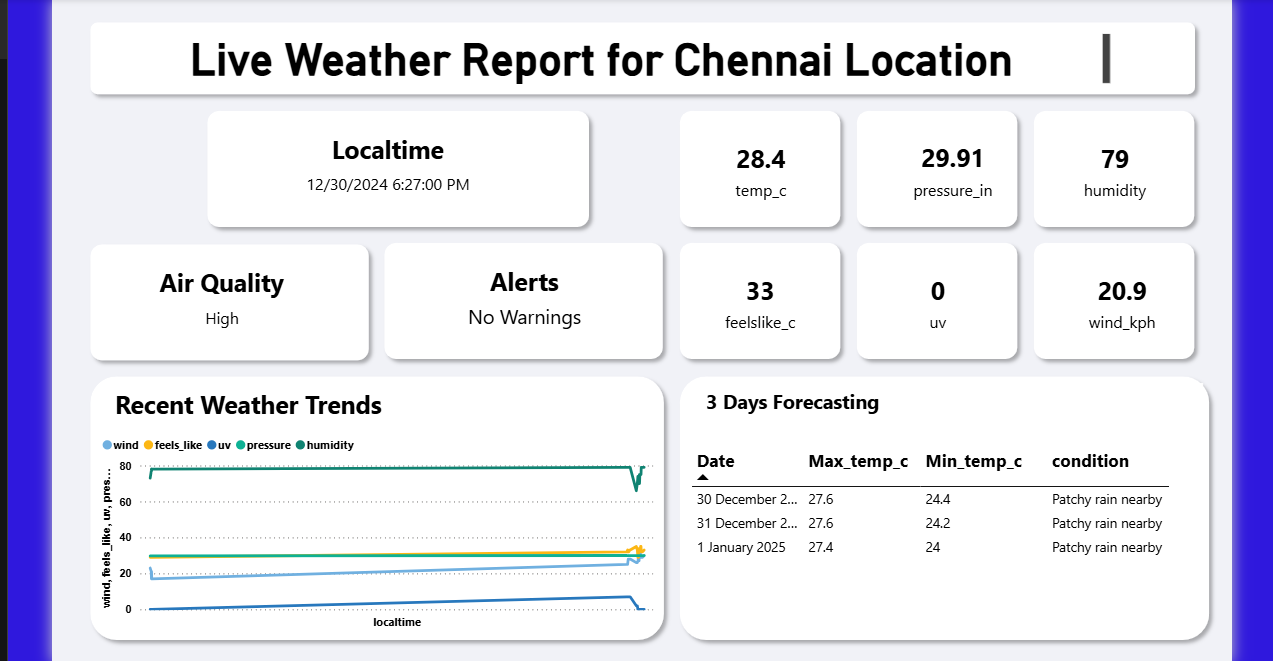 Live Weather Report for Chennai Location
Localtime
12/30/2024 6:27:00 PM
28.4
temp_c
29.91
pressure_in
79
humidity
Air Quality
High
Alerts
No Warnings
33
feelslike_c
0
uv
20.9
wind_kph
Recent Weather Trends
wind feels_like uv pressure humidity
wind, feels_like, uv, pres...
80
60
40
20
0
localtime
3 Days Forecasting
Date Max_temp_c Min_temp_c condition
30 December 2... 27.6 24.4 Patchy rain nearby
31 December 2... 27.6 24.2 Patchy rain nearby
1 January 2025 27.4 24 Patchy rain nearby